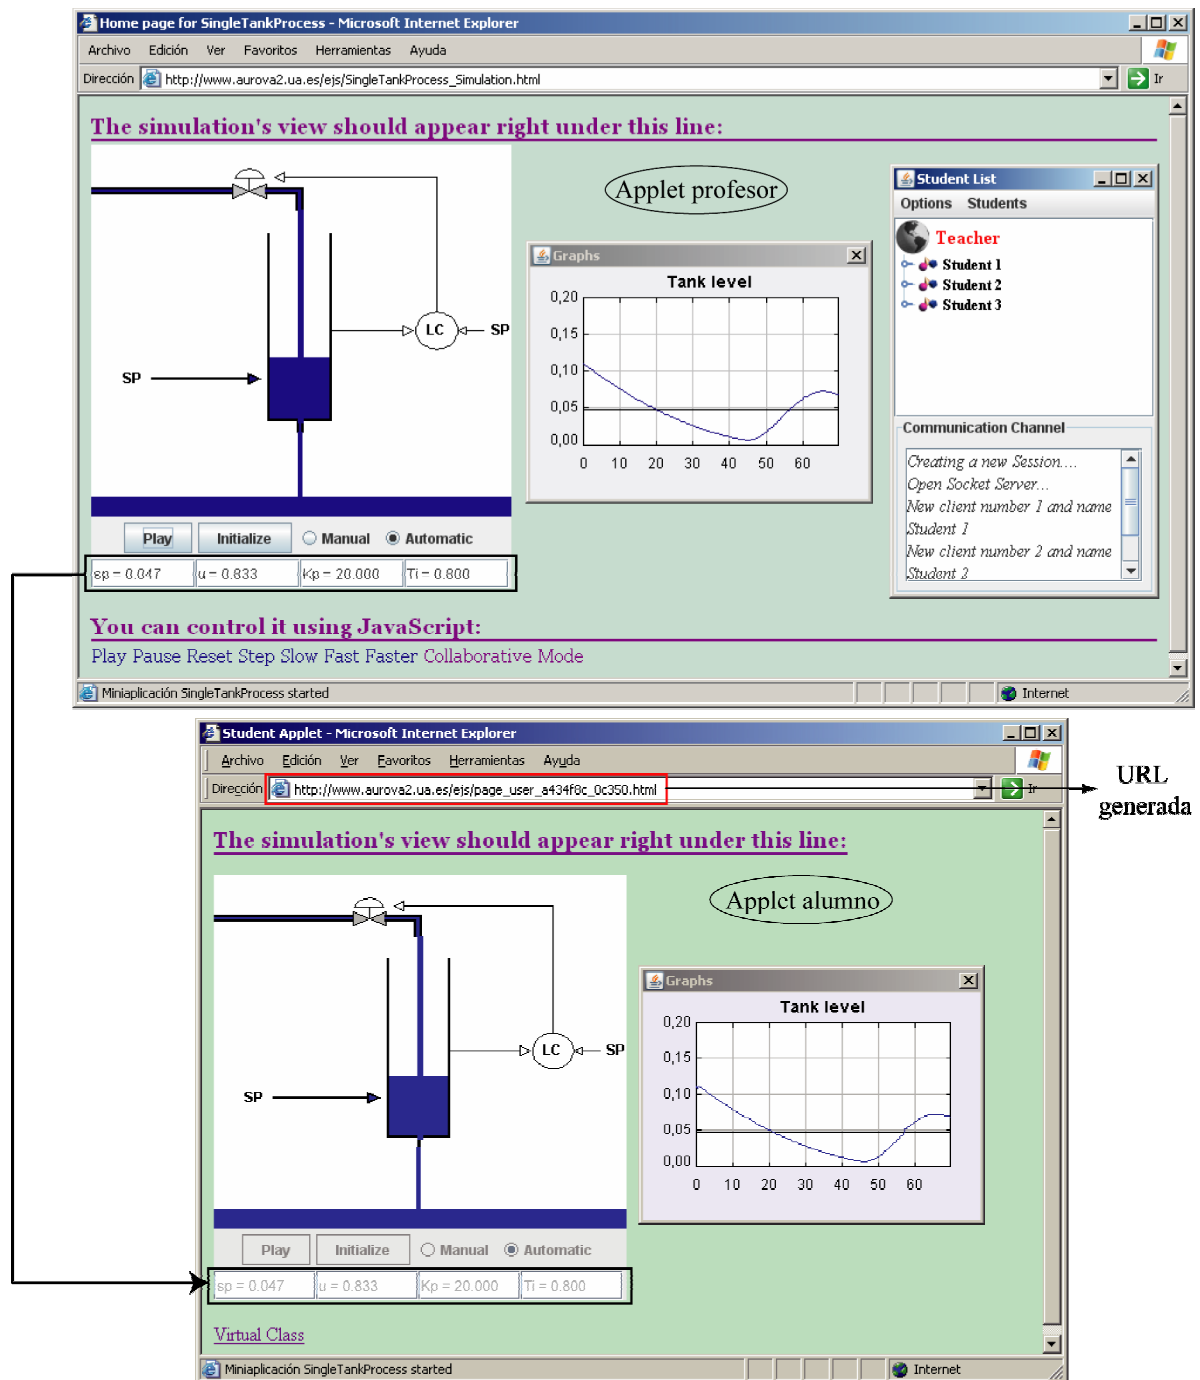 Home page for SingleTankProcess - Microsoft Internet Explorer
Archivo Edición Ver Favoritos Herramientas Ayuda
Dirección http://www.aurova2.ua.es/ejs/SingleTankProcess_Simulation.html Ir
The simulation's view should appear right under this line:
Applet profesor
LC SP
SP
Play Initialize Manual Automatic
sp = 0.047 u = 0.833 Kp = 20.000 Ti = 0.800
Graphs
Tank level
0,20
0,15
0,10
0,05
0,00
0 10 20 30 40 50 60
Student List
Options Students
Teacher
Student 1
Student 2
Student 3
Communication Channel
Creating a new Session....
Open Socket Server...
New client number 1 and name
Student 1
New client number 2 and name
Student 2
You can control it using JavaScript:
Play Pause Reset Step Slow Fast Faster Collaborative Mode
Miniaplicación SingleTankProcess started Internet
Student Applet - Microsoft Internet Explorer
Archivo Edición Ver Favoritos Herramientas Ayuda
Dirección http://www.aurova2.ua.es/ejs/page_user_a434f8c_0c350.html Ir
URL
generada
The simulation's view should appear right under this line:
Applet alumno
LC SP
SP
Play Initialize Manual Automatic
sp = 0.047 u = 0.833 Kp = 20.000 Ti = 0.800
Graphs
Tank level
0,20
0,15
0,10
0,05
0,00
0 10 20 30 40 50 60
Virtual Class
Miniaplicación SingleTankProcess started Internet